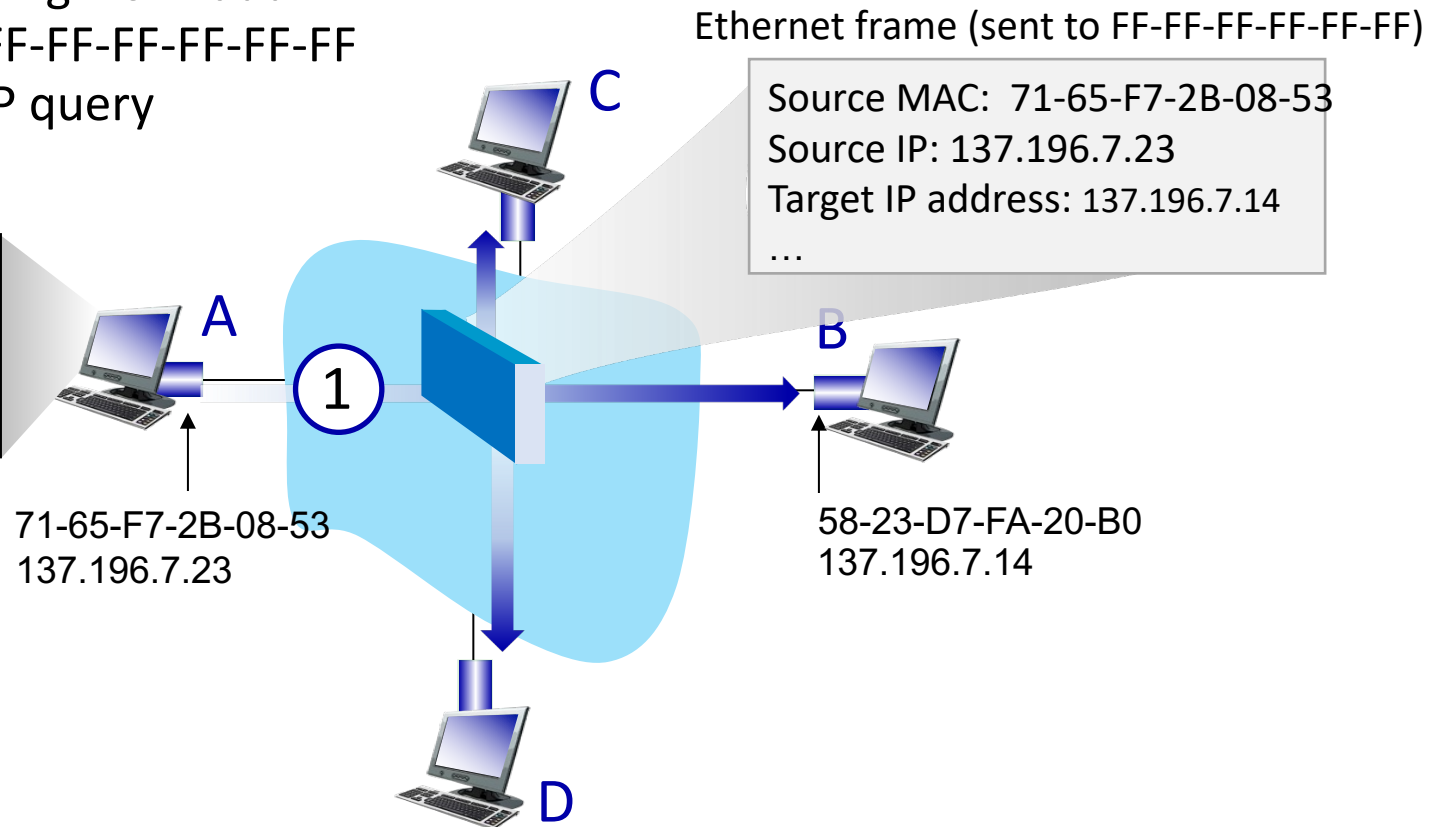 FF-FF-FF-FF-FF-FF
P query
Ethernet frame (sent to FF-FF-FF-FF-FF-FF)
Source MAC: 71-65-F7-2B-08-53
Source IP: 137.196.7.23
Target IP address: 137.196.7.14
…
C
A
B
1
71-65-F7-2B-08-53
137.196.7.23
58-23-D7-FA-20-B0
137.196.7.14
D